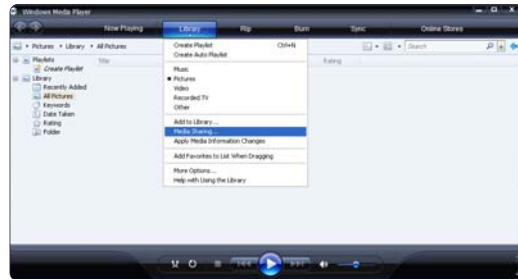 Windows Media Player
Now Playing Library Rip Burn Sync Online Stores
Pictures Library All Pictures
Search
Playlists
Create Playlist
Library
Recently Added
All Pictures
Keywords
Date Taken
Rating
Folder
Title
Rating
Create Playlist Ctrl+N
Create Auto Playlist
Music
Pictures
Video
Recorded TV
Other
Add to Library...
Media Sharing...
Apply Media Information Changes
Add Favorites to List When Dragging
More Options...
Help with Using the Library